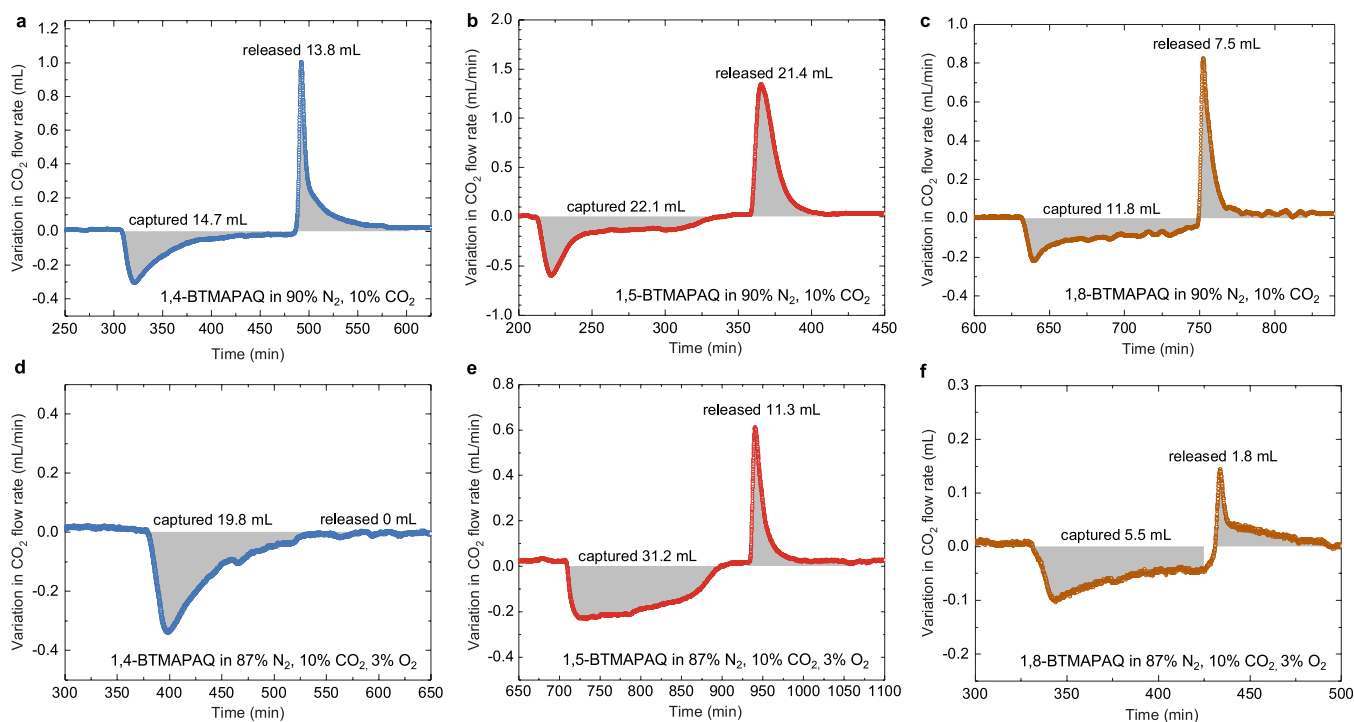 a
1.2
1.0
0.8
0.6
0.4
0.2
0.0
-0.2
-0.4
Variation in CO₂ flow rate (mL)
released 13.8 mL
captured 14.7 mL
1,4-BTMAPAQ in 90% N₂, 10% CO₂
250 300 350 400 450 500 550 600
Time (min)
b
2.0
1.5
1.0
0.5
0.0
-0.5
-1.0
Variation in CO₂ flow rate (mL/min)
released 21.4 mL
captured 22.1 mL
1,5-BTMAPAQ in 90% N₂, 10% CO₂
200 250 300 350 400 450
Time (min)
c
1.0
0.8
0.6
0.4
0.2
0.0
-0.2
-0.4
-0.6
Variation in CO₂ flow rate (mL/min)
released 7.5 mL
captured 11.8 mL
1,8-BTMAPAQ in 90% N₂, 10% CO₂
600 650 700 750 800
Time (min)
d
0.4
0.2
0.0
-0.2
-0.4
Variation in CO₂ flow rate (mL/min)
captured 19.8 mL
released 0 mL
1,4-BTMAPAQ in 87% N₂, 10% CO₂, 3% O₂
300 350 400 450 500 550 600 650
Time (min)
e
0.8
0.6
0.4
0.2
0.0
-0.2
-0.4
-0.6
Variation in CO₂ flow rate (mL/min)
released 11.3 mL
captured 31.2 mL
1,5-BTMAPAQ in 87% N₂, 10% CO₂, 3% O₂
650 700 750 800 850 900 950 1000 1050 1100
Time (min)
f
0.3
0.2
0.1
0.0
-0.1
-0.2
Variation in CO₂ flow rate (mL)
released 1.8 mL
captured 5.5 mL
1,8-BTMAPAQ in 87% N₂, 10% CO₂, 3% O₂
300 350 400 450 500
Time (min)